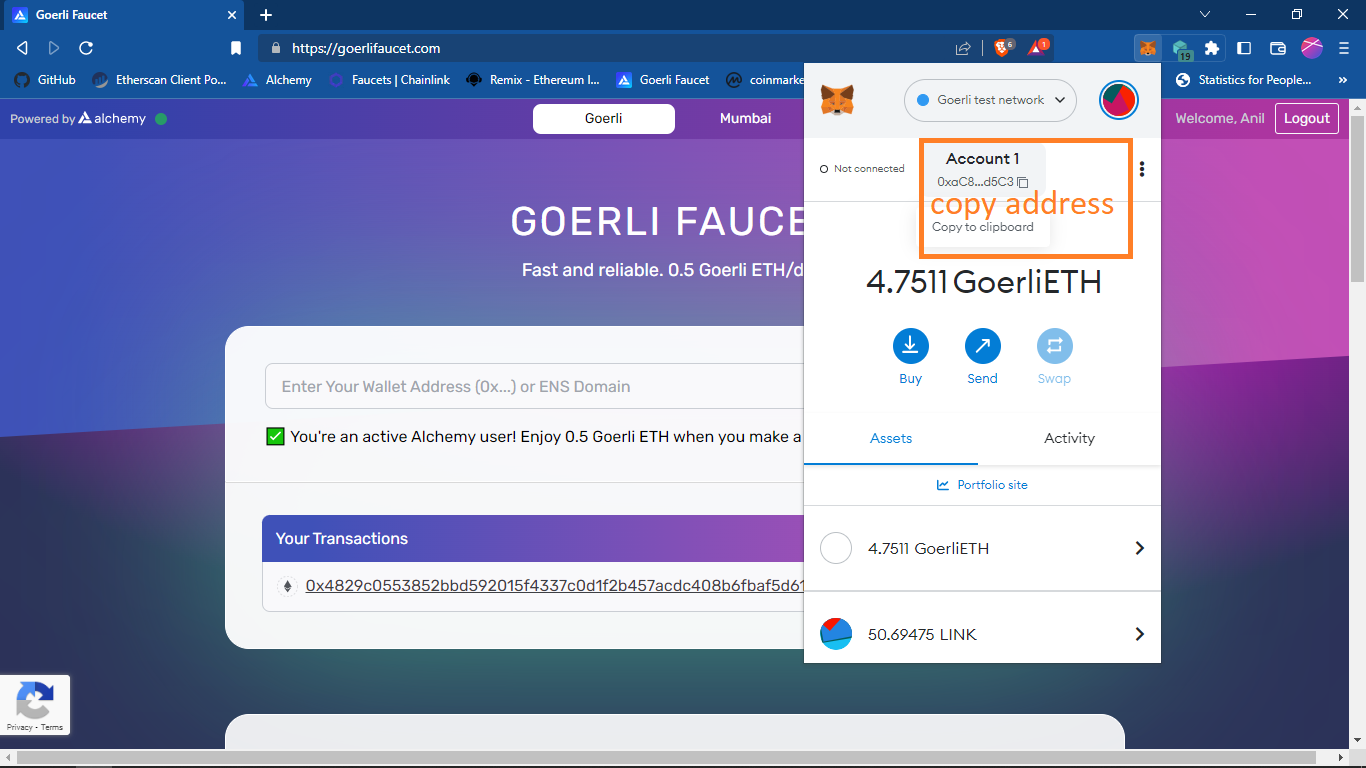 Goerli Faucet
https://goerlifaucet.com
6
1
19
GitHub
Etherscan Client Po...
Alchemy
Faucets | Chainlink
Remix - Ethereum I...
Goerli Faucet
coinmarke
Statistics for People...
»
Powered by alchemy
Goerli
Mumbai
Welcome, Anil
Logout
GOERLI FAUCE
Fast and reliable. 0.5 Goerli ETH/d
Enter Your Wallet Address (0x...) or ENS Domain
You're an active Alchemy user! Enjoy 0.5 Goerli ETH when you make a
Your Transactions
0x4829c0553852bbd592015f4337c0d1f2b457acdc408b6fbaf5d61
Privacy - Terms
Goerli test network
Not connected
Account 1
0xaC8...d5C3
copy address
Copy to clipboard
4.7511 GoerliETH
Buy
Send
Swap
Assets
Activity
Portfolio site
4.7511 GoerliETH
50.69475 LINK